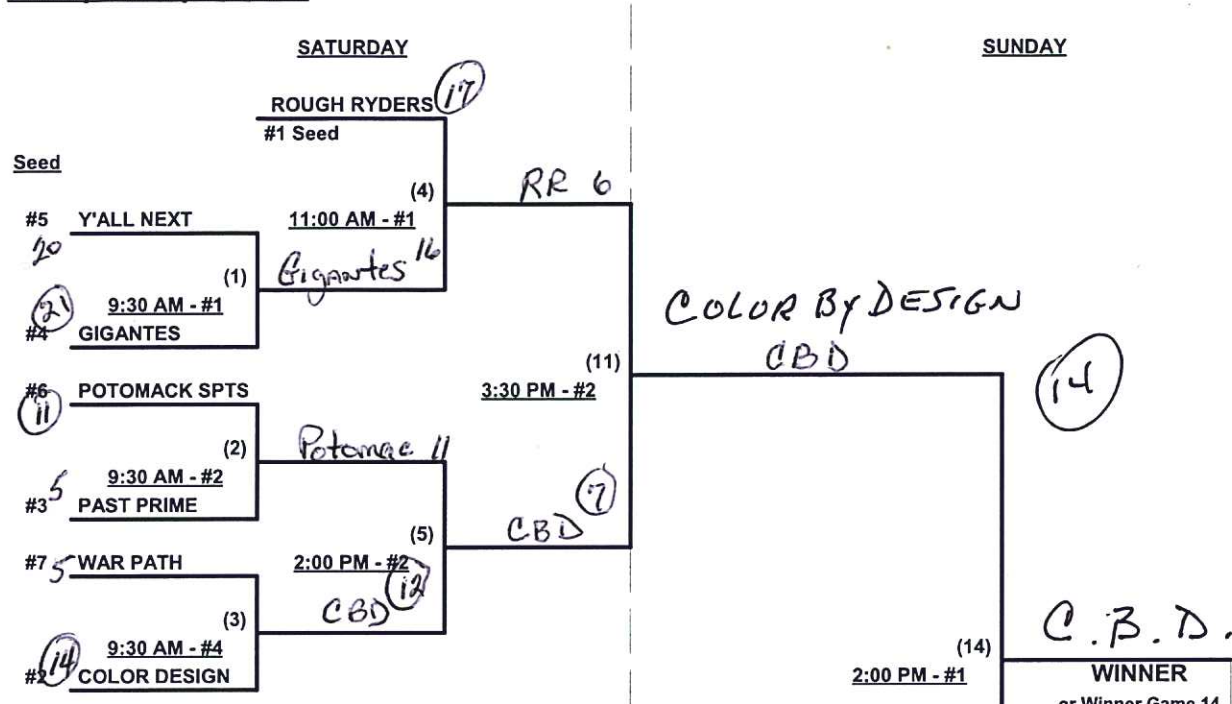 SATURDAY
SUNDAY
ROUGH RYDERS 17
#1 Seed
Seed
(4)
RR 6
#5 Y'ALL NEXT
11:00 AM - #1
20
Gigantes 16
(1)
21
9:30 AM - #1
#4 GIGANTES
COLOR By DESIGN
CBD
(11)
14
#6 POTOMACK SPTS
3:30 PM - #2
11
Potomac 11
(2)
9:30 AM - #2
5
#3 PAST PRIME
7
CBD
(5)
#7 5 WAR PATH
2:00 PM - #2
12
CBD
(3)
C.B.D.
9:30 AM - #4
14
#2 COLOR DESIGN
(14)
2:00 PM - #1
WINNER
or Winner Game 14